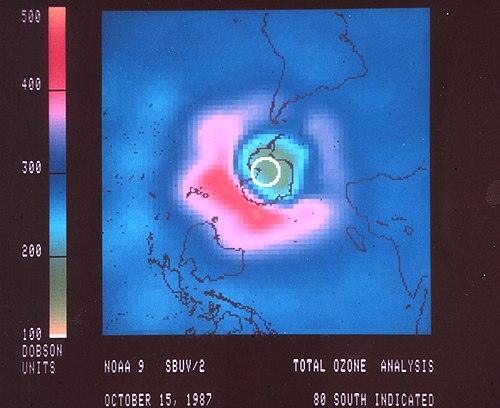 500
400
300
200
100
DOBSON
UNITS
NOAA 9 SBUV/2
TOTAL OZONE ANALYSIS
OCTOBER 15, 1987
80 SOUTH INDICATED